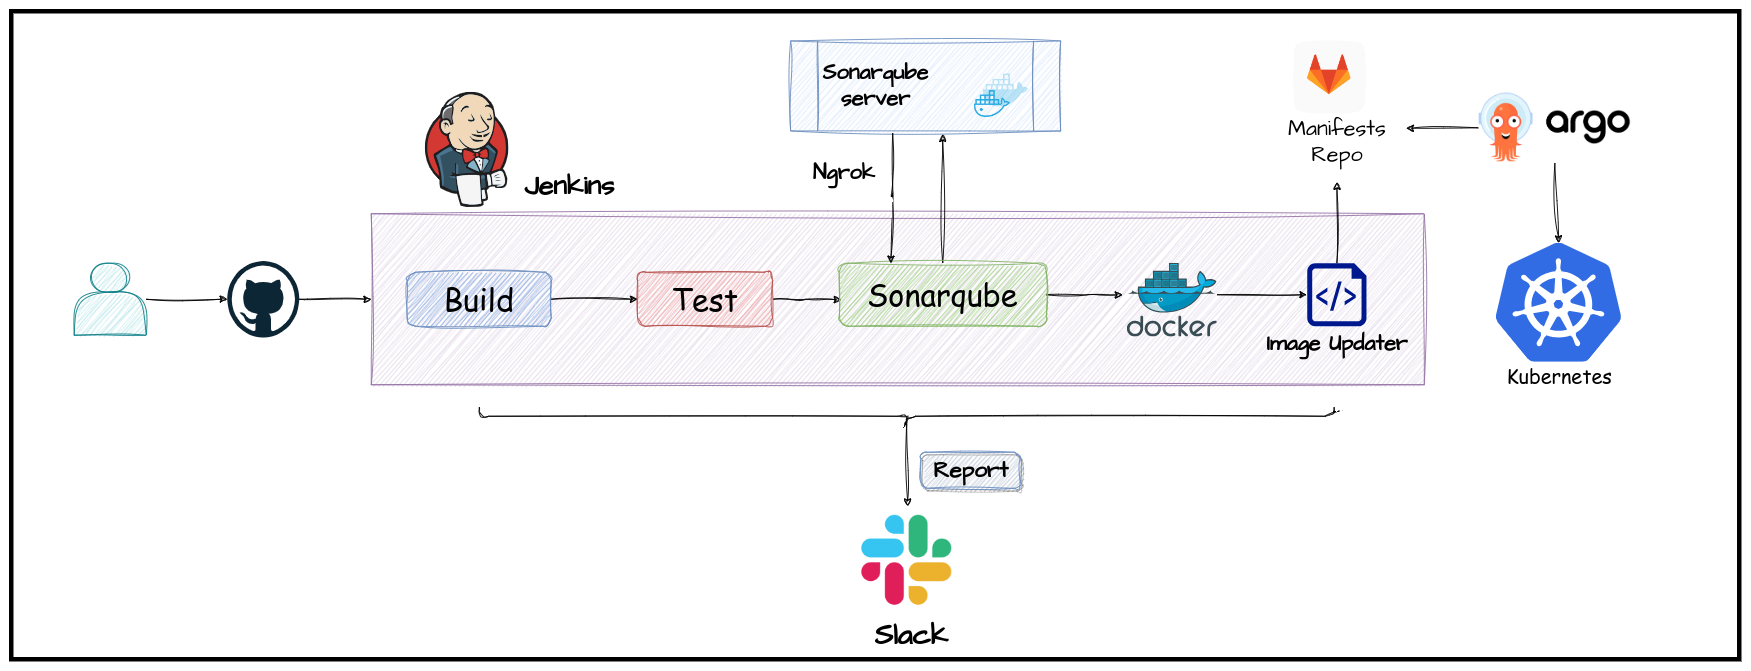 Sonarqube
server
Manifests
Repo
argo
Ngrok
Jenkins
Build
Test
Sonarqube
docker
</>
Image Updater
Kubernetes
Report
Slack